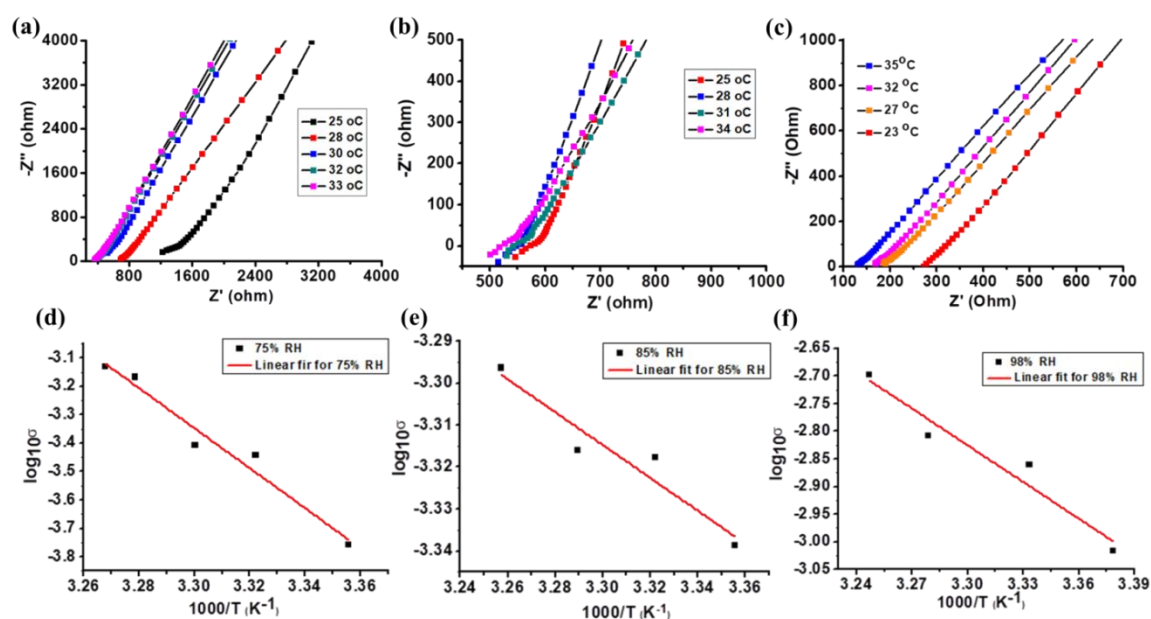 (a)
4000
3200
2400
1600
800
0
-Z'' (ohm)
25 oC
28 oC
30 oC
32 oC
33 oC
800 1600 2400 3200 4000
Z' (ohm)
(b)
500
400
300
200
100
0
-Z'' (ohm)
25 oC
28 oC
31 oC
34 oC
500 600 700 800 900 1000
Z' (ohm)
(c)
1000
800
600
400
200
0
-Z'' (Ohm)
35°C
32 °C
27 °C
23 °C
100 200 300 400 500 600 700
Z' (Ohm)
(d)
-3.1
-3.2
-3.3
-3.4
-3.5
-3.6
-3.7
-3.8
log10σ
75% RH
Linear fir for 75% RH
3.26 3.28 3.30 3.32 3.34 3.36
1000/T (K-1)
(e)
-3.29
-3.30
-3.31
-3.32
-3.33
-3.34
log10σ
85% RH
Linear fit for 85% RH
3.24 3.26 3.28 3.30 3.32 3.34 3.36
1000/T (K-1)
(f)
-2.65
-2.70
-2.75
-2.80
-2.85
-2.90
-2.95
-3.00
-3.05
log10σ
98% RH
Linear fit for 98% RH
3.24 3.27 3.30 3.33 3.36 3.39
1000/T (K-1)